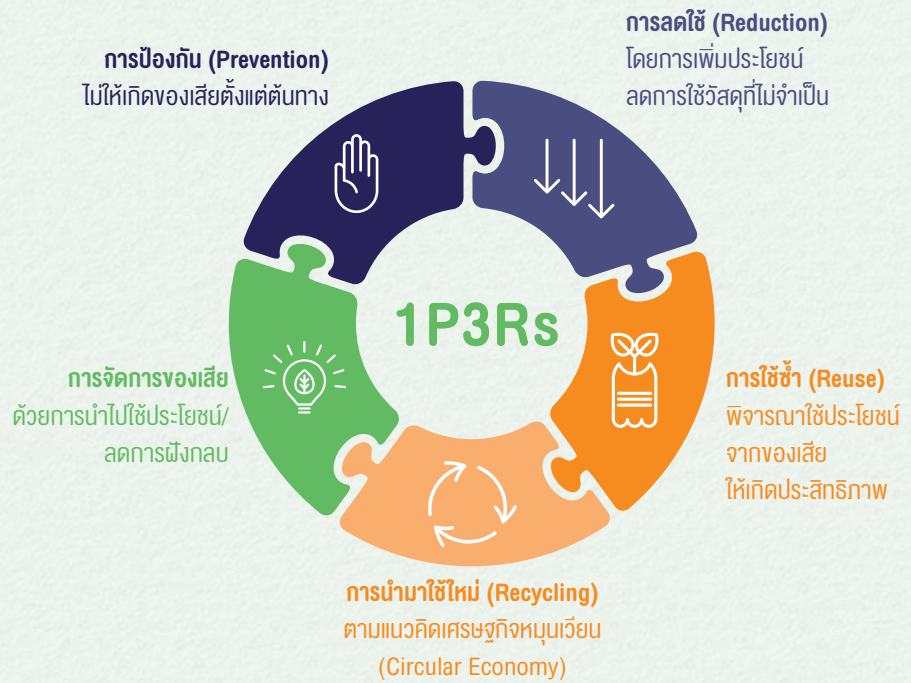 การป้องกัน (Prevention)
ไม่ให้เกิดของเสียตั้งแต่ต้นทาง
การลดใช้ (Reduction)
โดยการเพิ่มประโยชน์
ลดการใช้วัสดุที่ไม่จำเป็น
1P3Rs
การจัดการของเสีย
ด้วยการนำไปใช้ประโยชน์/
ลดการฝังกลบ
การใช้ซ้ำ (Reuse)
พิจารณาใช้ประโยชน์
จากของเสีย
ให้เกิดประสิทธิภาพ
การนำมาใช้ใหม่ (Recycling)
ตามแนวคิดเศรษฐกิจหมุนเวียน
(Circular Economy)